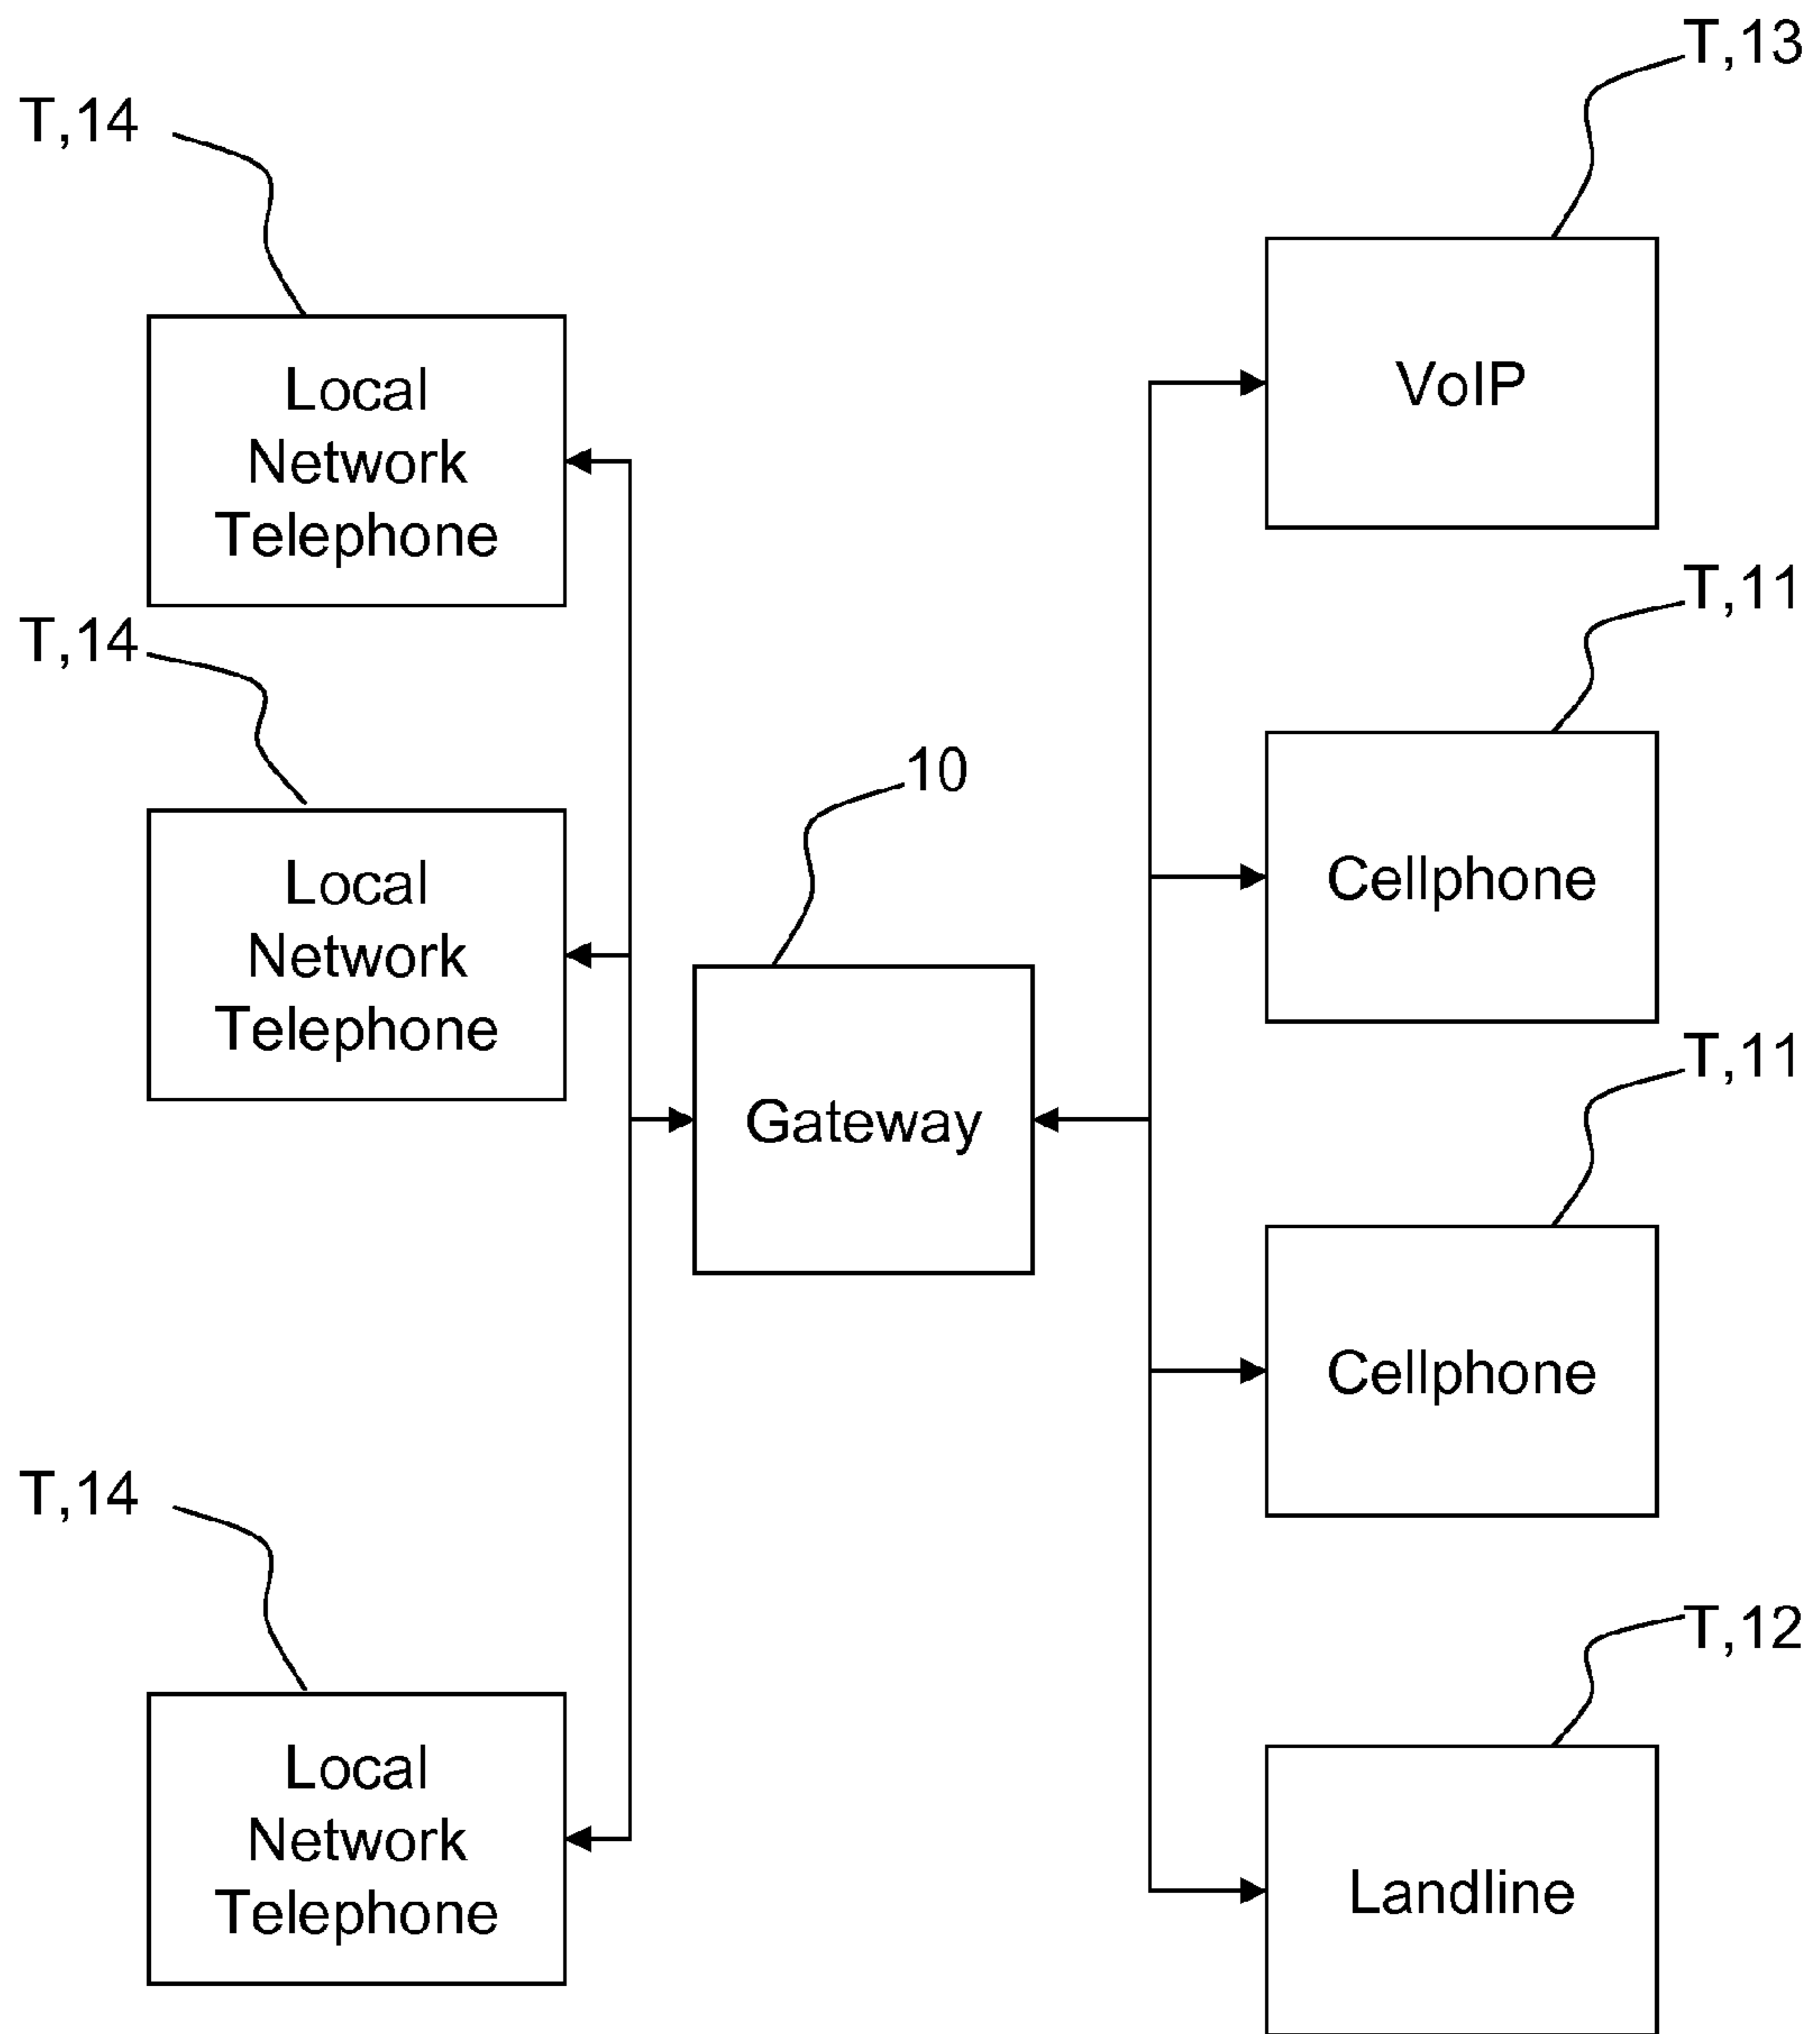 T,13
T,14
VoIP
Local
Network
Telephone
T,11
T,14
10
Cellphone
Local
Network
Telephone
T,11
Gateway
Cellphone
T,14
T,12
Local
Network
Telephone
Landline